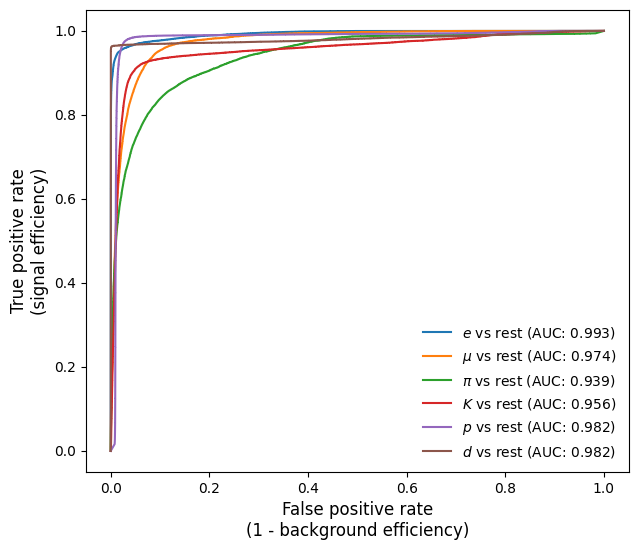 1.0
0.8
0.6
0.4
0.2
0.0
True positive rate
(signal efficiency)
e vs rest (AUC: 0.993)
μ vs rest (AUC: 0.974)
π vs rest (AUC: 0.939)
K vs rest (AUC: 0.956)
p vs rest (AUC: 0.982)
d vs rest (AUC: 0.982)
0.0 0.2 0.4 0.6 0.8 1.0
False positive rate
(1 - background efficiency)